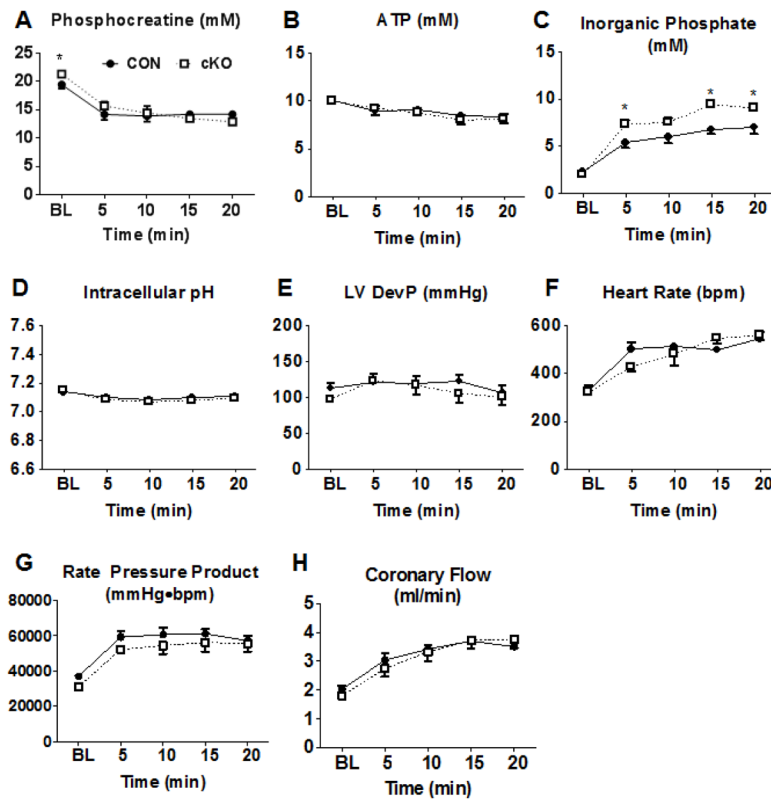 A
Phosphocreatine (mM)
* CON cKO
25
20
15
10
5
0
BL 5 10 15 20
Time (min)
B
ATP (mM)
20
15
10
5
0
BL 5 10 15 20
Time (min)
C
Inorganic Phosphate
(mM)
15
10
5
0
* * *
BL 5 10 15 20
Time (min)
D
Intracellular pH
7.6
7.4
7.2
7.0
6.8
6.6
BL 5 10 15 20
Time (min)
E
LV DevP (mmHg)
200
150
100
50
0
BL 5 10 15 20
Time (min)
F
Heart Rate (bpm)
600
400
200
0
BL 5 10 15 20
Time (min)
G
Rate Pressure Product
(mmHg•bpm)
80000
60000
40000
20000
0
BL 5 10 15 20
Time (min)
H
Coronary Flow
(ml/min)
5
4
3
2
1
0
BL 5 10 15 20
Time (min)